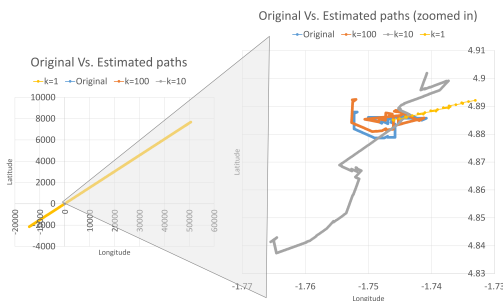 Original Vs. Estimated paths (zoomed in)
Original k=100 k=10 k=1
Original Vs. Estimated paths
k=1 Original k=100 k=10
10000
8000
6000
4000
2000
0
-2000
-4000
Latitude
-20000 -10000 0 10000 20000 30000 40000 50000 60000
Longitude
Latitude
4.91
4.9
4.89
4.88
4.87
4.86
4.85
4.84
4.83
-1.77 -1.76 -1.75 -1.74 -1.73
Longitude